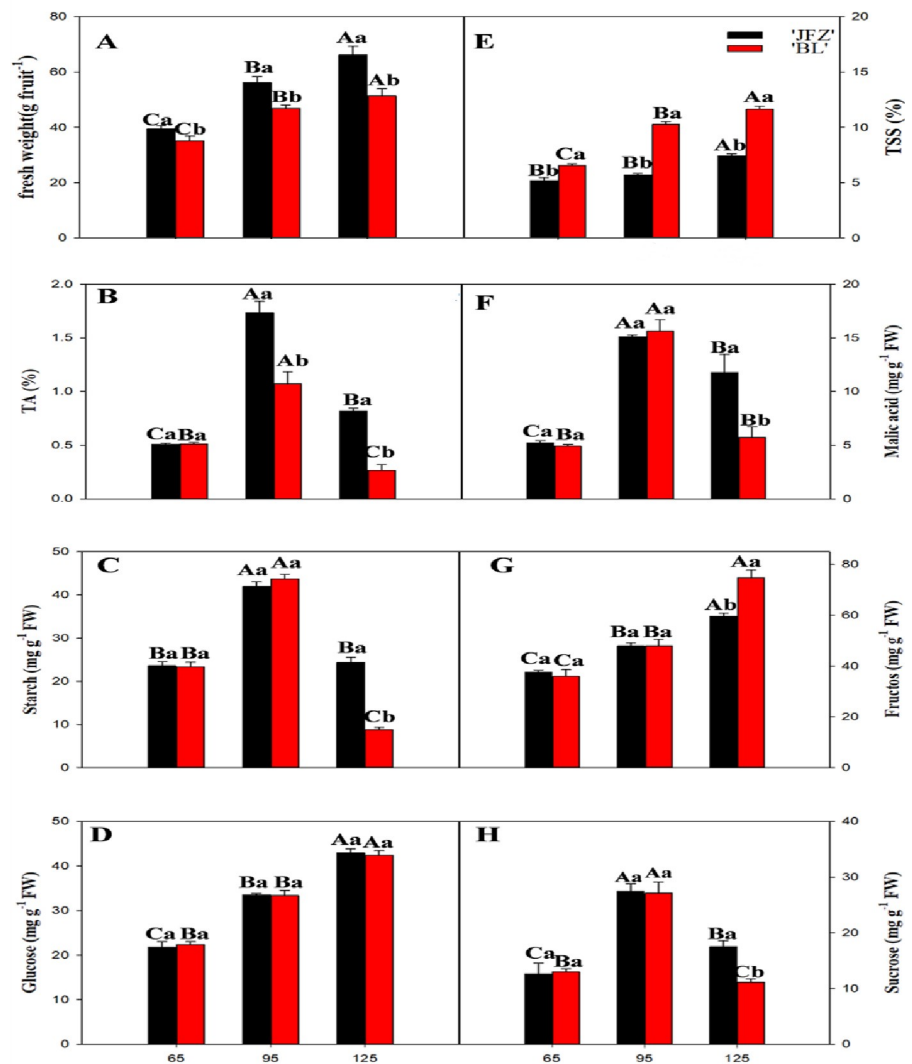 A
fresh weight(g fruit-1)
80
60
40
20
0
Ca
Cb
Ba
Bb
Aa
Ab
E
'JFZ'
'BL'
Bb
Ca
Bb
Ba
Ab
Aa
20
15
10
5
0
TSS (%)
B
TA (%)
2.0
1.5
1.0
0.5
0.0
Ca
Ba
Aa
Ab
Ba
Cb
F
Ca
Ba
Aa
Aa
Ba
Bb
20
15
10
5
0
Malic acid (mg g-1 FW)
C
Starch (mg g-1 FW)
50
40
30
20
10
0
Ba
Ba
Aa
Aa
Ba
Cb
G
Ca
Ca
Ba
Ba
Ab
Aa
80
60
40
20
0
Fructos (mg g-1 FW)
D
Glucose (mg g-1 FW)
50
40
30
20
10
0
Ca
Ba
Ba
Ba
Aa
Aa
65
95
125
H
Ca
Ba
Aa
Aa
Ba
Cb
40
30
20
10
0
Sucrose (mg g-1 FW)
65
95
125